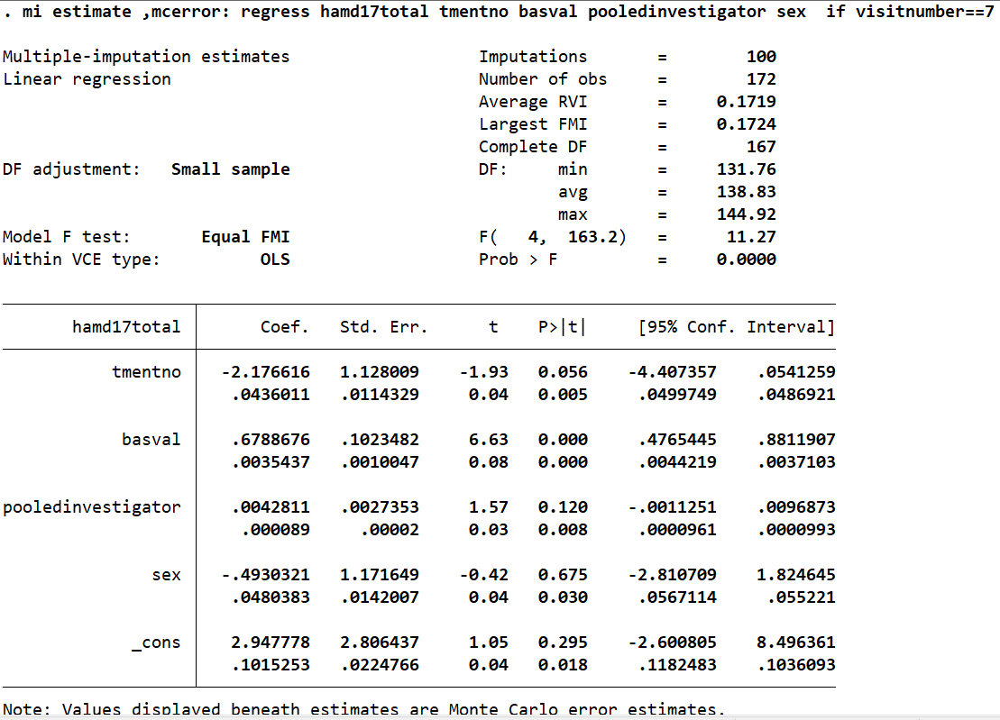 . mi estimate ,mcerror: regress hamd17total tmentno basval pooledinvestigator sex  if visitnumber==7
Multiple-imputation estimates Imputations = 100
Linear regression Number of obs = 172
Average RVI = 0.1719
Largest FMI = 0.1724
Complete DF = 167
DF adjustment: Small sample DF: min = 131.76
avg = 138.83
max = 144.92
Model F test: Equal FMI F( 4, 163.2) = 11.27
Within VCE type: OLS Prob > F = 0.0000
hamd17total Coef. Std. Err. t P>|t| [95% Conf. Interval]
tmentno -2.176616 1.128009 -1.93 0.056 -4.407357 .0541259
.0436011 .0114329 0.04 0.005 .0499749 .0486921
basval .6788676 .1023482 6.63 0.000 .4765445 .8811907
.0035437 .0010047 0.08 0.000 .0044219 .0037103
pooledinvestigator .0042811 .0027353 1.57 0.120 -.0011251 .0096873
.000089 .00002 0.03 0.008 .0000961 .0000993
sex -.4930321 1.171649 -0.42 0.675 -2.810709 1.824645
.0480383 .0142007 0.04 0.030 .0567114 .055221
_cons 2.947778 2.806437 1.05 0.295 -2.600805 8.496361
.1015253 .0224766 0.04 0.018 .1182483 .1036093
Note: Values displayed beneath estimates are Monte Carlo error estimates.